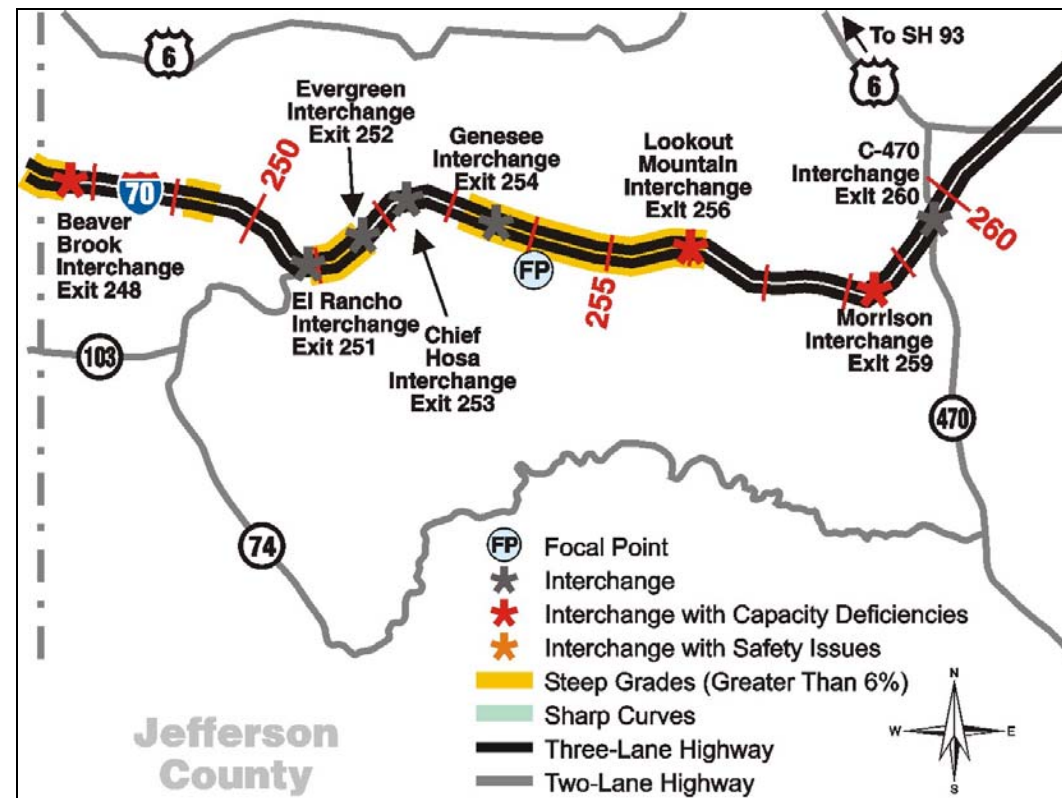 To SH 93
6
6
Evergreen
Interchange
Exit 252
Genesee
Interchange
Exit 254
Lookout
Mountain
Interchange
Exit 256
C-470
Interchange
Exit 260
250
70
260
Beaver
Brook
Interchange
Exit 248
FP
255
El Rancho
Interchange
Exit 251
Chief
Hosa
Interchange
Exit 253
Morrison
Interchange
Exit 259
103
470
74
FP Focal Point
Interchange
Interchange with Capacity Deficiencies
Interchange with Safety Issues
Steep Grades (Greater Than 6%)
Sharp Curves
Three-Lane Highway
Two-Lane Highway
Jefferson
County
N
W E
S